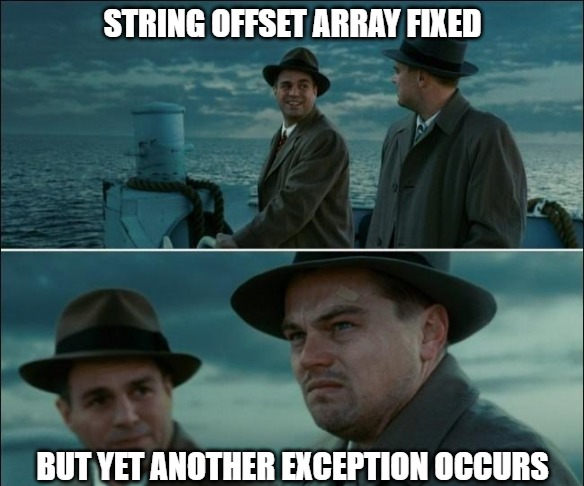 STRING OFFSET ARRAY FIXED
BUT YET ANOTHER EXCEPTION OCCURS